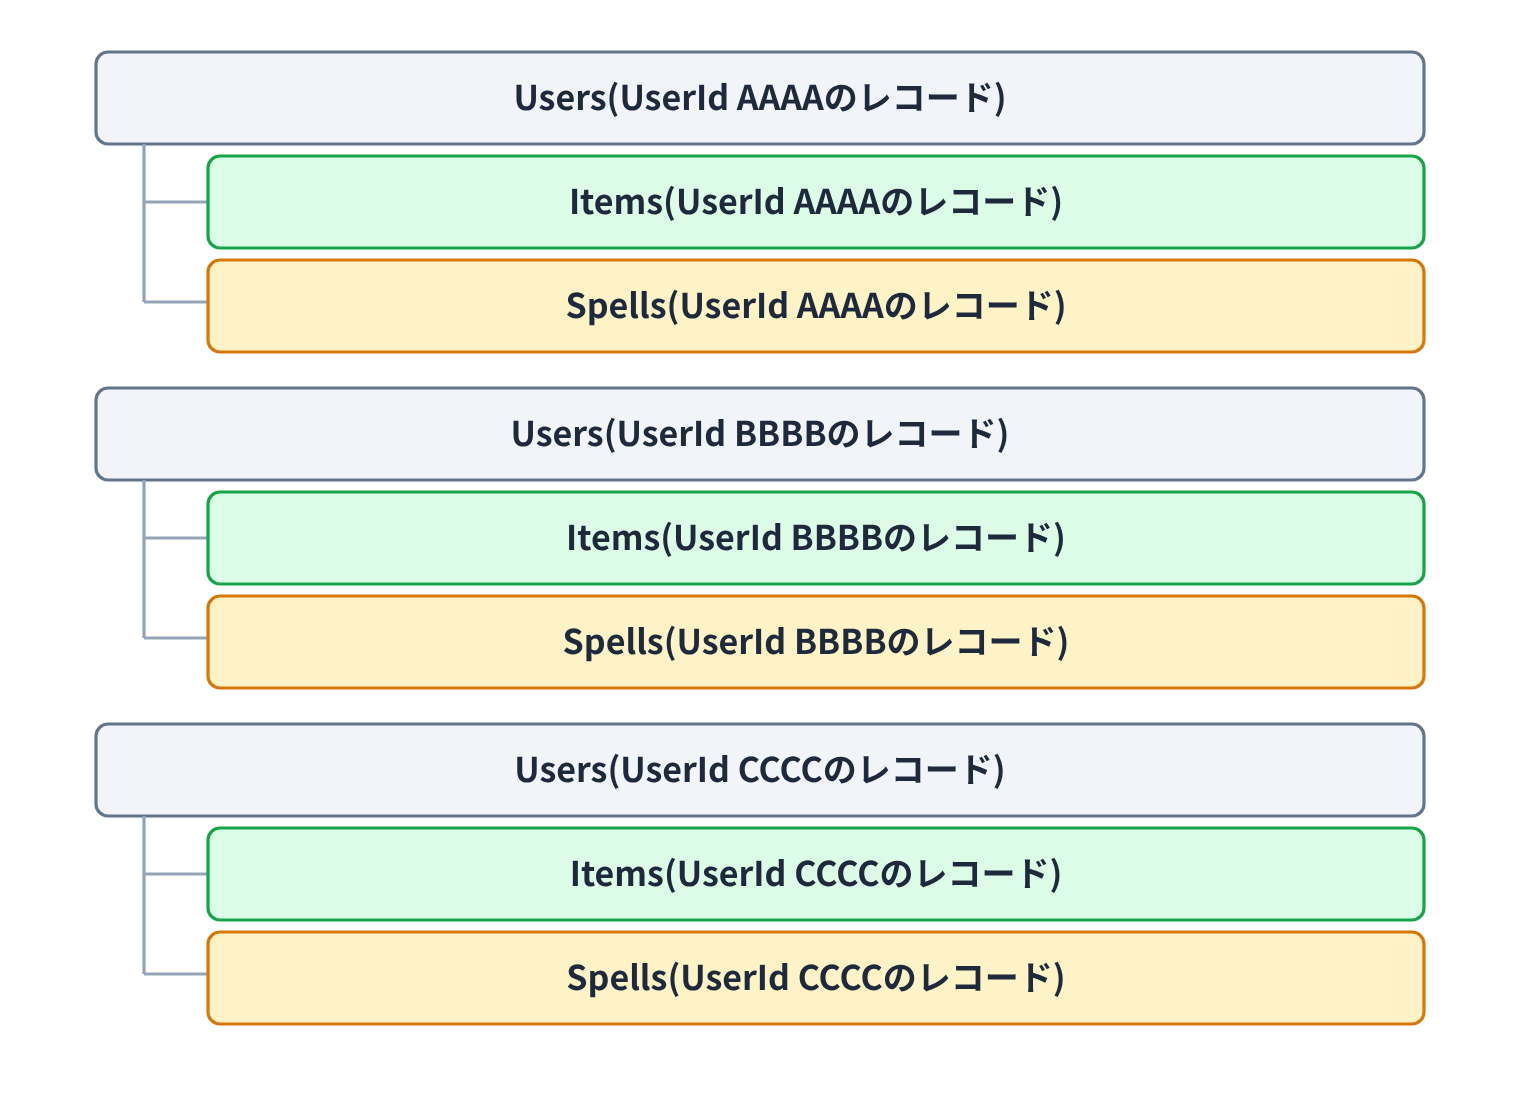 Users(UserId AAAAのレコード)
Items(UserId AAAAのレコード)
Spells(UserId AAAAのレコード)
Users(UserId BBBBのレコード)
Items(UserId BBBBのレコード)
Spells(UserId BBBBのレコード)
Users(UserId CCCCのレコード)
Items(UserId CCCCのレコード)
Spells(UserId CCCCのレコード)